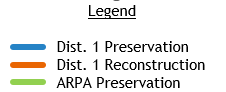 Legend
Dist. 1 Preservation
Dist. 1 Reconstruction
ARPA Preservation